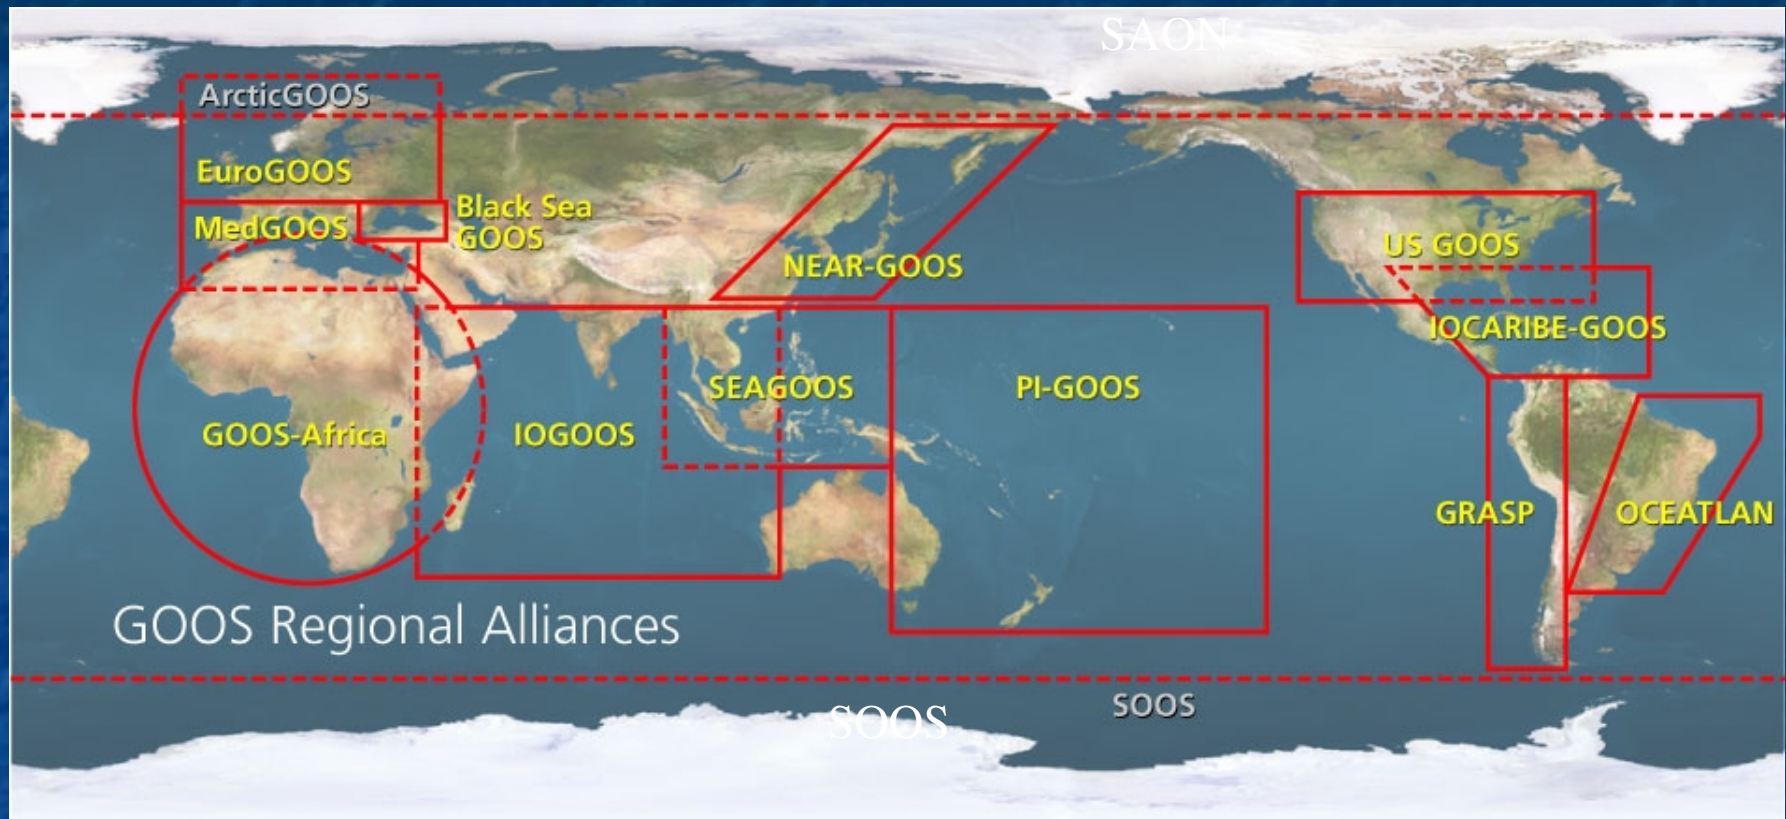 SAON
ArcticGOOS
EuroGOOS
MedGOOS
Black Sea
GOOS
NEAR-GOOS
US GOOS
IOCARIBE-GOOS
SEAGOOS
PI-GOOS
GOOS-Africa
IOGOOS
GRASP
OCEATLAN
GOOS Regional Alliances
SOOS
SOOS